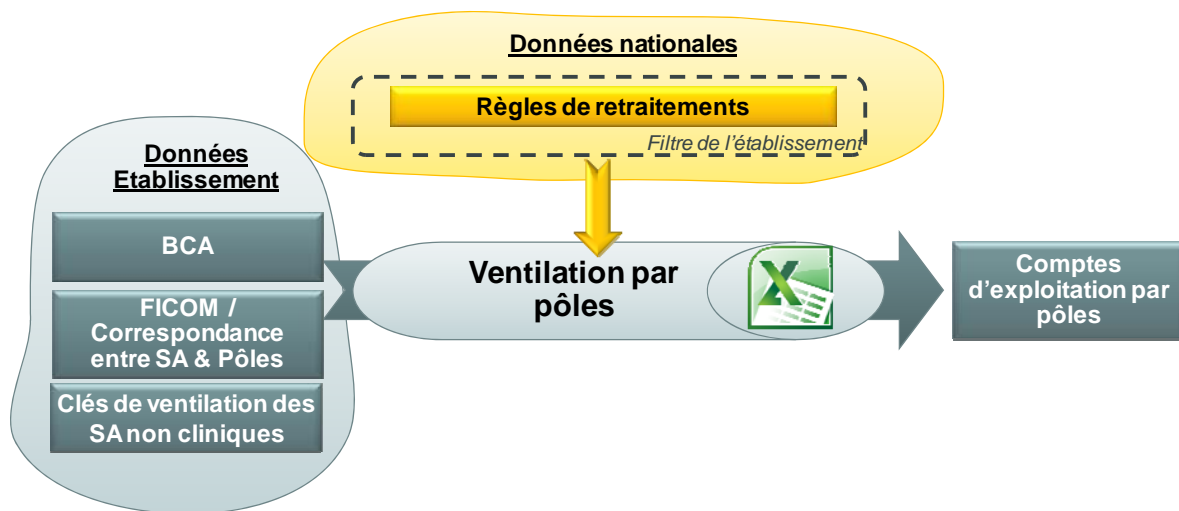 Données nationales
Règles de retraitements
Filtre de l'établissement
Données
Etablissement
BCA
FICOM /
Correspondance
entre SA & Pôles
Clés de ventilation des
SA non cliniques
Ventilation par
pôles
Comptes
d'exploitation par
pôles